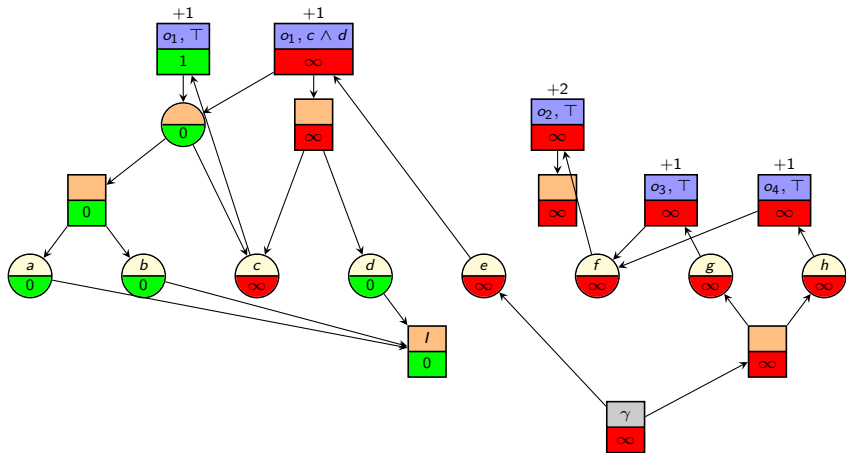 +1 +1
o₁, ⊤ o₁, c ∧ d
1 ∞
+2
o₂, ⊤
0 ∞ ∞
+1 +1
o₃, ⊤ o₄, ⊤
0 ∞ ∞ ∞
a b c d e f g h
0 0 ∞ 0 ∞ ∞ ∞ ∞
I
0 ∞
γ
∞